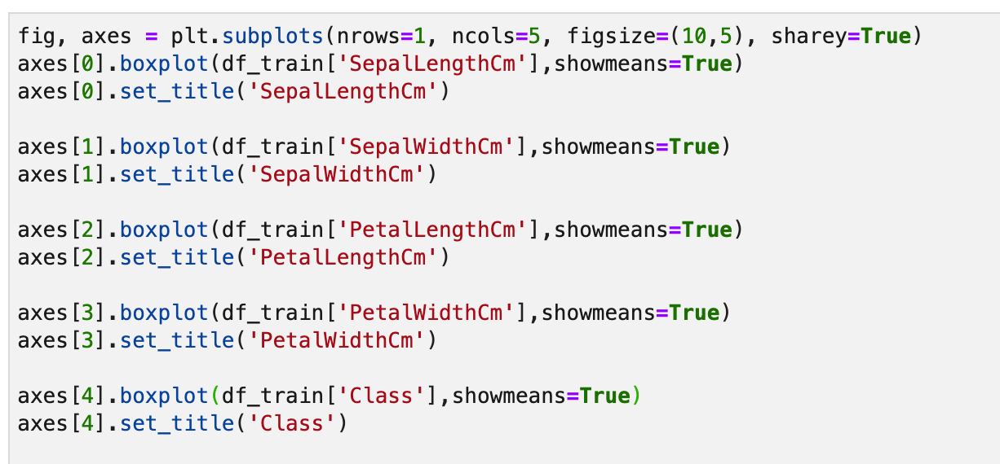 fig, axes = plt.subplots(nrows=1, ncols=5, figsize=(10,5), sharey=True)
axes[0].boxplot(df_train['SepalLengthCm'],showmeans=True)
axes[0].set_title('SepalLengthCm')
axes[1].boxplot(df_train['SepalWidthCm'],showmeans=True)
axes[1].set_title('SepalWidthCm')
axes[2].boxplot(df_train['PetalLengthCm'],showmeans=True)
axes[2].set_title('PetalLengthCm')
axes[3].boxplot(df_train['PetalWidthCm'],showmeans=True)
axes[3].set_title('PetalWidthCm')
axes[4].boxplot(df_train['Class'],showmeans=True)
axes[4].set_title('Class')